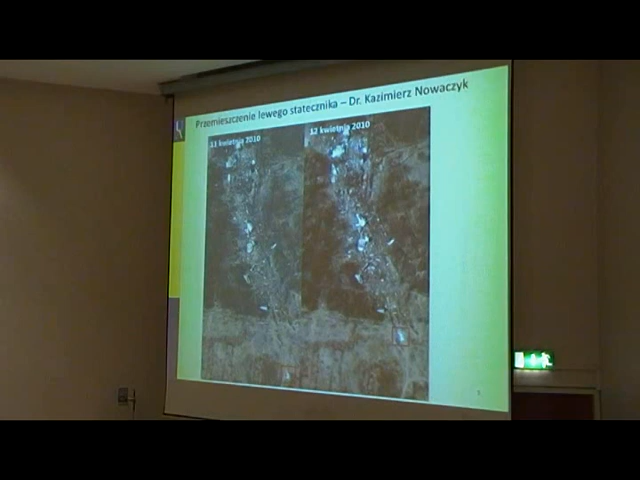 Przemieszczenie lewego statecznika – Dr. Kazimierz Nowaczyk
11 kwietnia 2010
12 kwietnia 2010